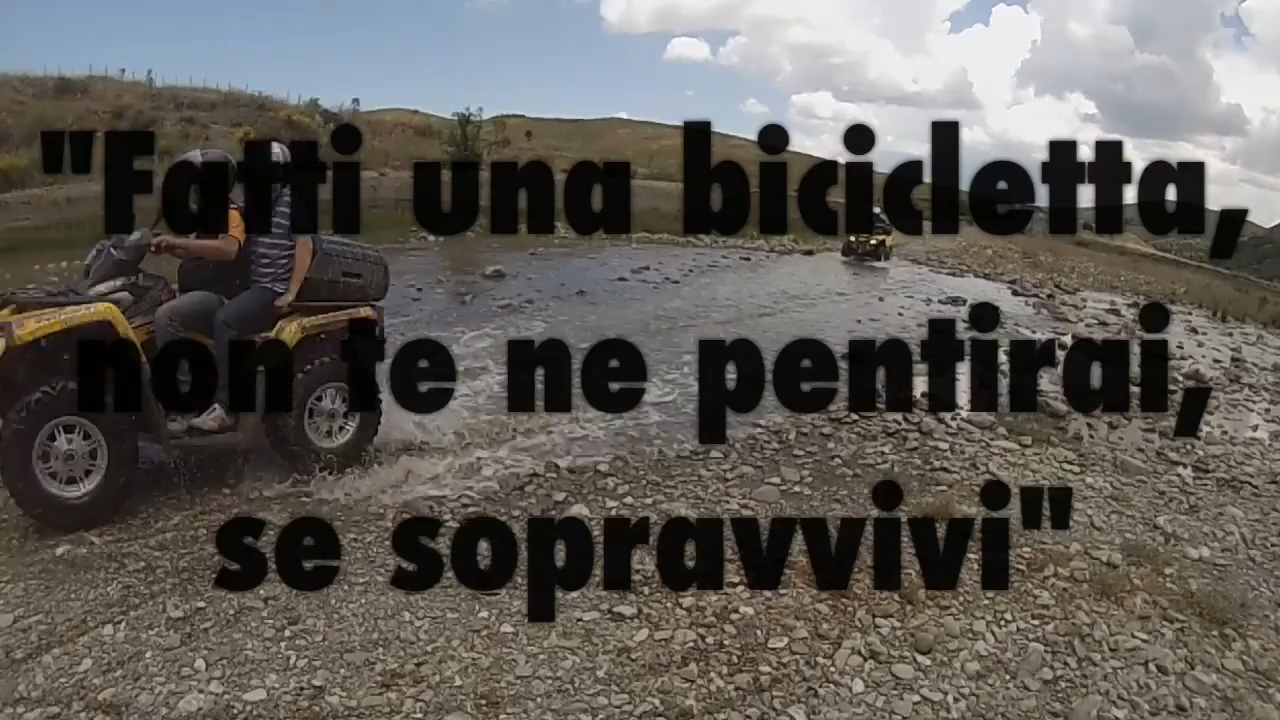 "Fatti una bicicletta,
non te ne pentirai,
se sopravvivi"